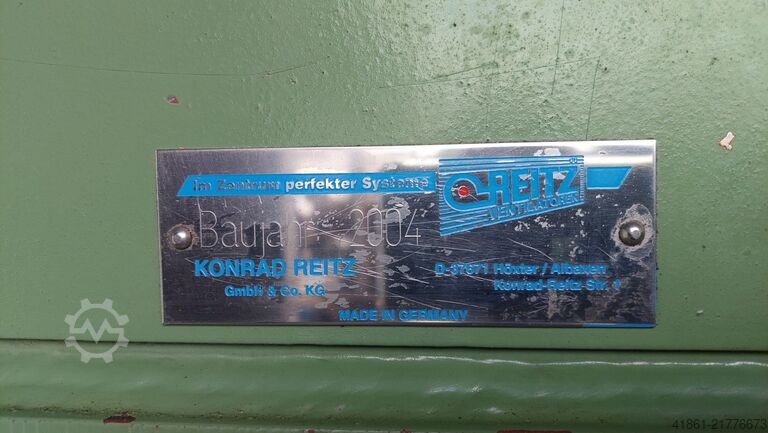 Im Zentrum perfekter Systeme
REITZ
VENTILATOREN
Baujahr 2004
KONRAD REITZ
GmbH & Co. KG
D-37671 Höxter / Albaxen
Konrad-Reitz-Str. 1
MADE IN GERMANY
41861-21776673